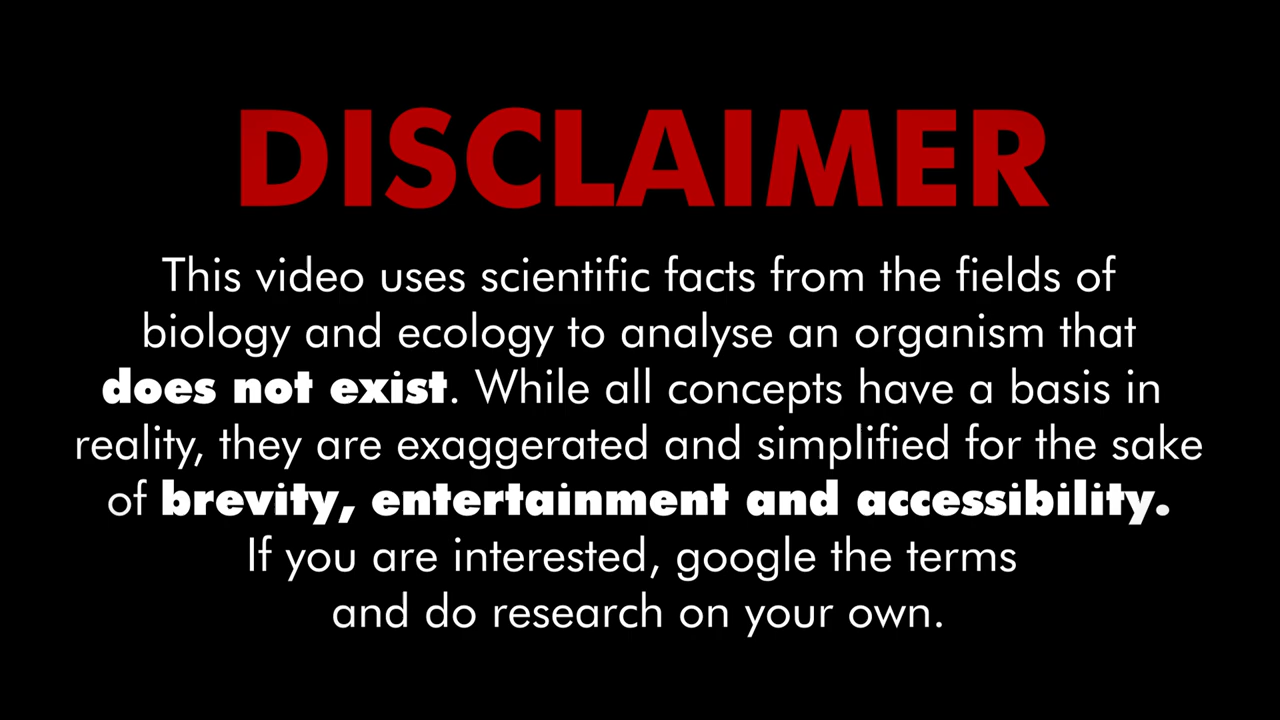 DISCLAIMER
This video uses scientific facts from the fields of
biology and ecology to analyse an organism that
does not exist. While all concepts have a basis in
reality, they are exaggerated and simplified for the sake
of brevity, entertainment and accessibility.
If you are interested, google the terms
and do research on your own.